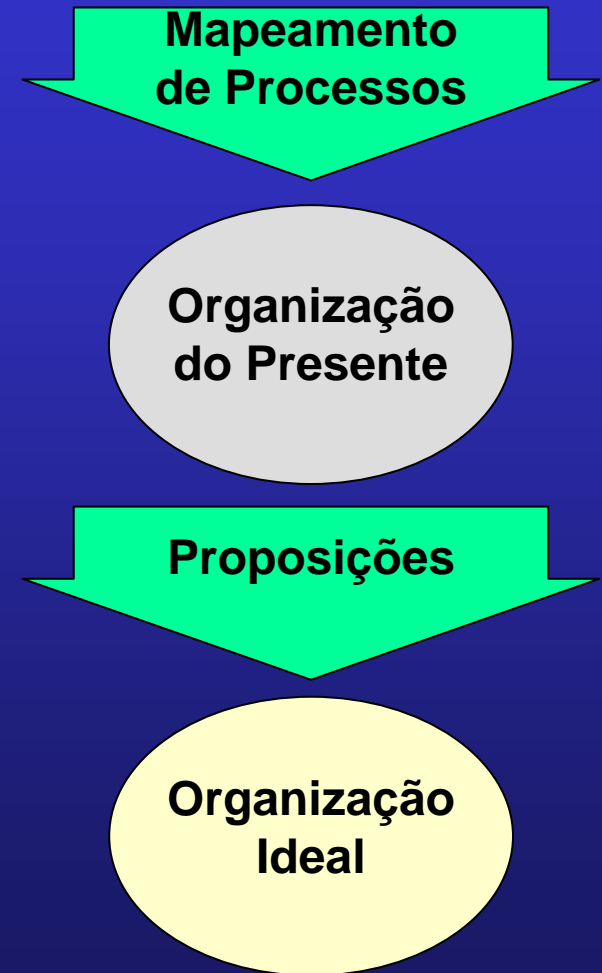 Mapeamento
de Processos
Organização
do Presente
Proposições
Organização
Ideal